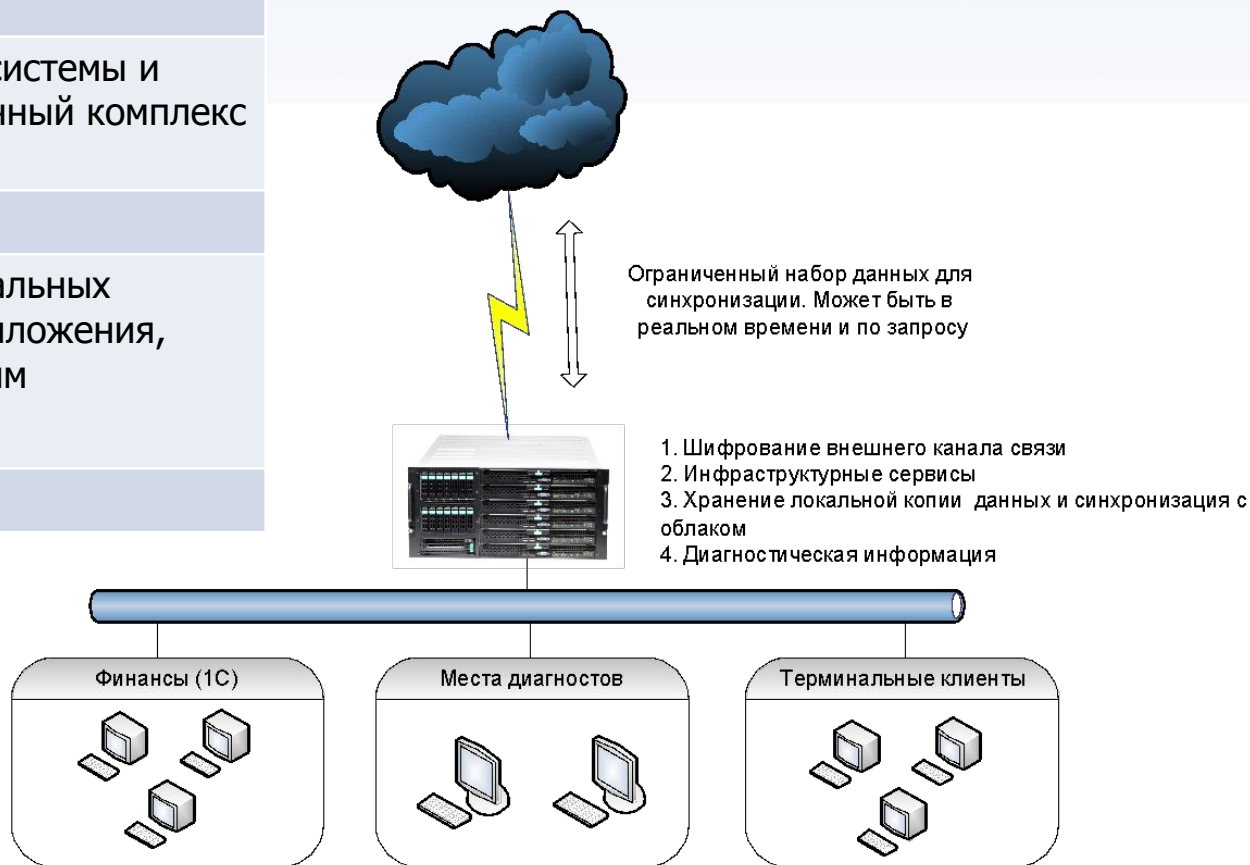 системы и
нный комплекс
альных
иложения,
им
Ограниченный набор данных для
синхронизации. Может быть в
реальном времени и по запросу
1. Шифрование внешнего канала связи
2. Инфраструктурные сервисы
3. Хранение локальной копии данных и синхронизация с
облаком
4. Диагностическая информация
Финансы (1С)
Места диагностов
Терминальные клиенты